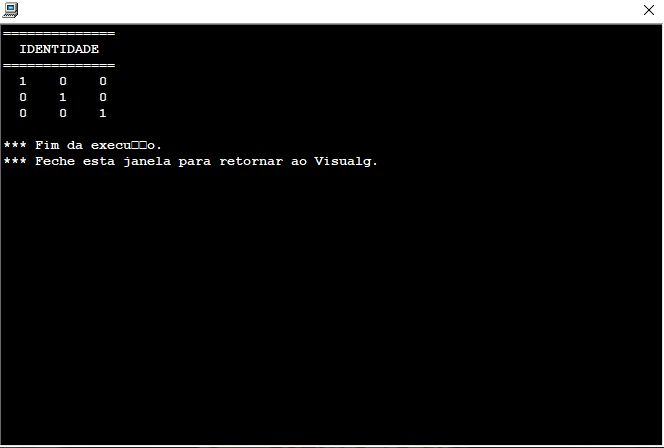 ==============
IDENTIDADE
==============
1 0 0
0 1 0
0 0 1
*** Fim da execu□□o.
*** Feche esta janela para retornar ao Visualg.